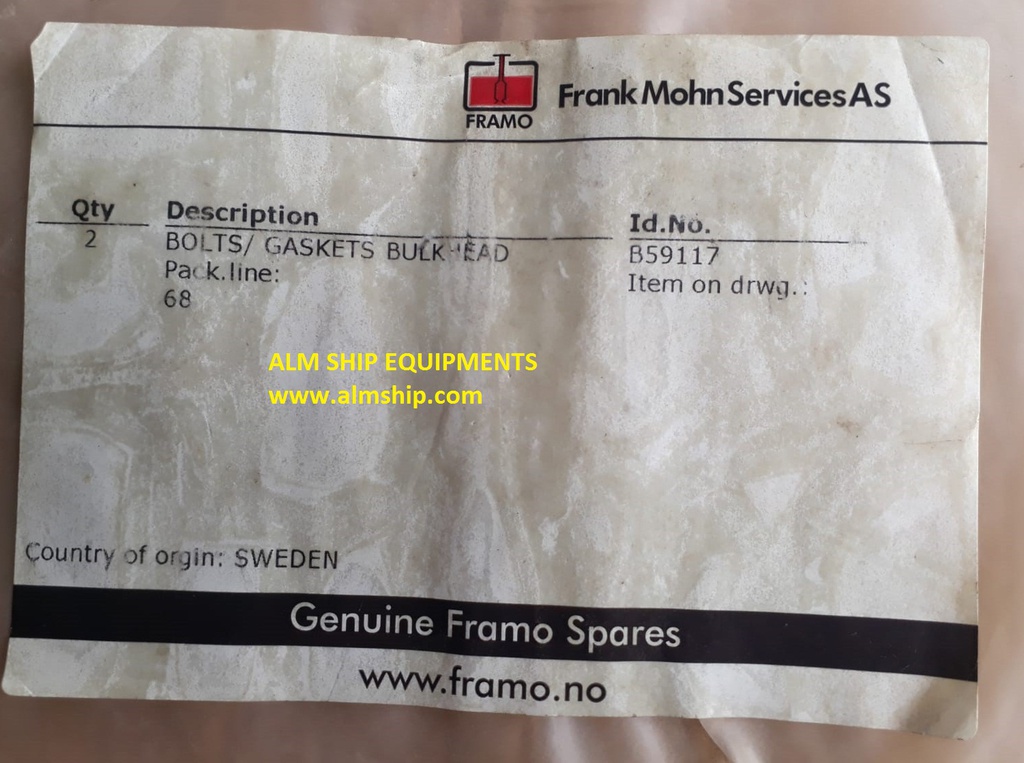 FRAMO
Frank Mohn Services AS
Qty Description Id.No.
2 BOLTS/ GASKETS BULKHEAD B59117
Pack.line: Item on drwg.:
68
ALM SHIP EQUIPMENTS
www.almship.com
Country of orgin: SWEDEN
Genuine Framo Spares
www.framo.no